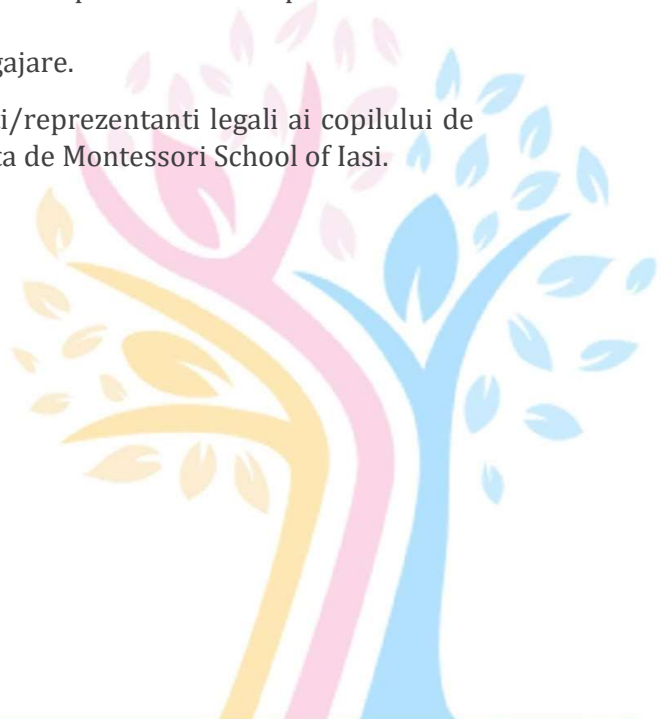 gajare.
i/reprezentanti legali ai copilului de
ta de Montessori School of Iasi.